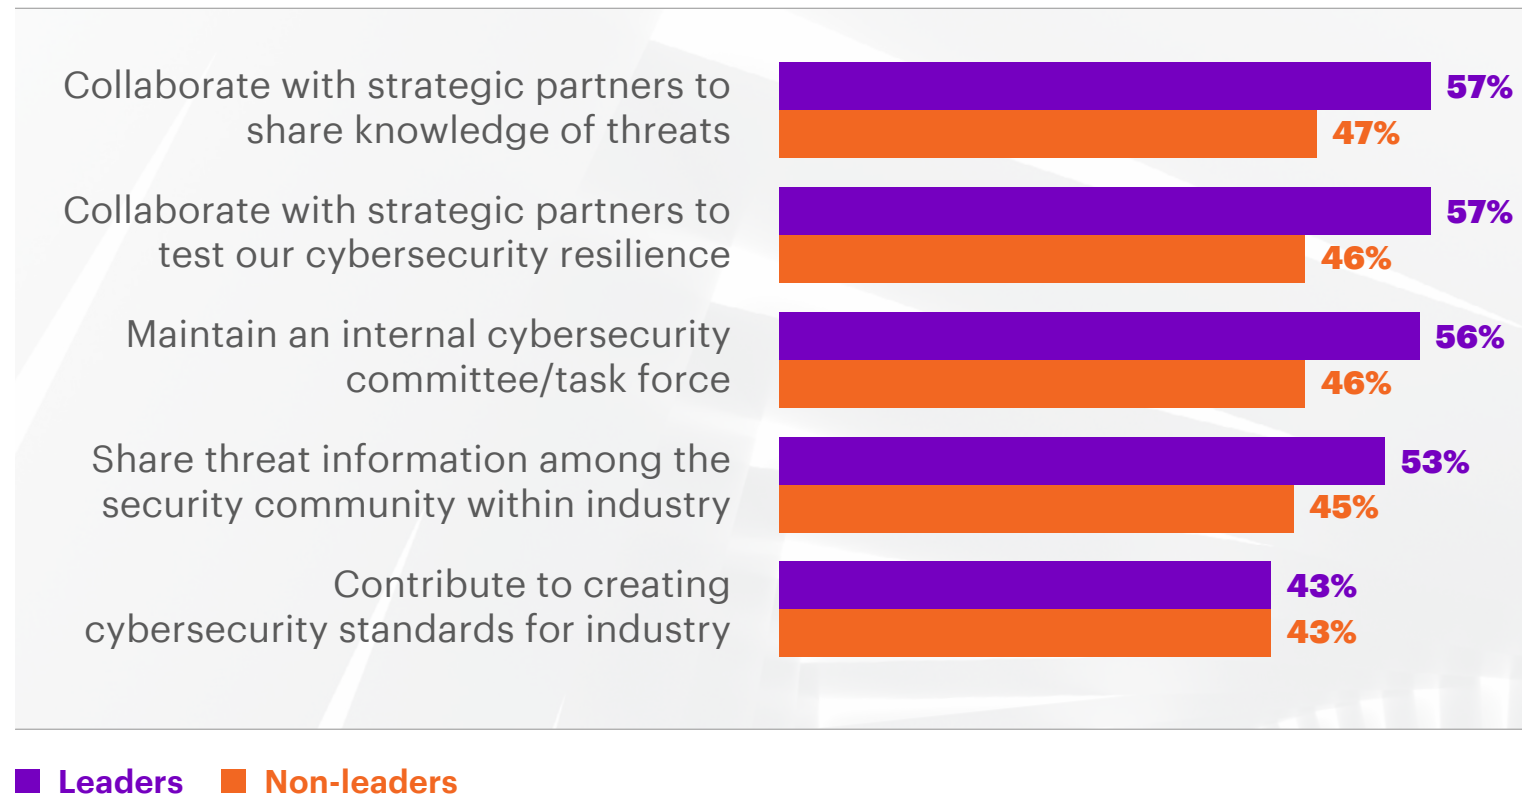 Collaborate with strategic partners to
share knowledge of threats
57%
47%
Collaborate with strategic partners to
test our cybersecurity resilience
57%
46%
Maintain an internal cybersecurity
committee/task force
56%
46%
Share threat information among the
security community within industry
53%
45%
Contribute to creating
cybersecurity standards for industry
43%
43%
Leaders
Non-leaders